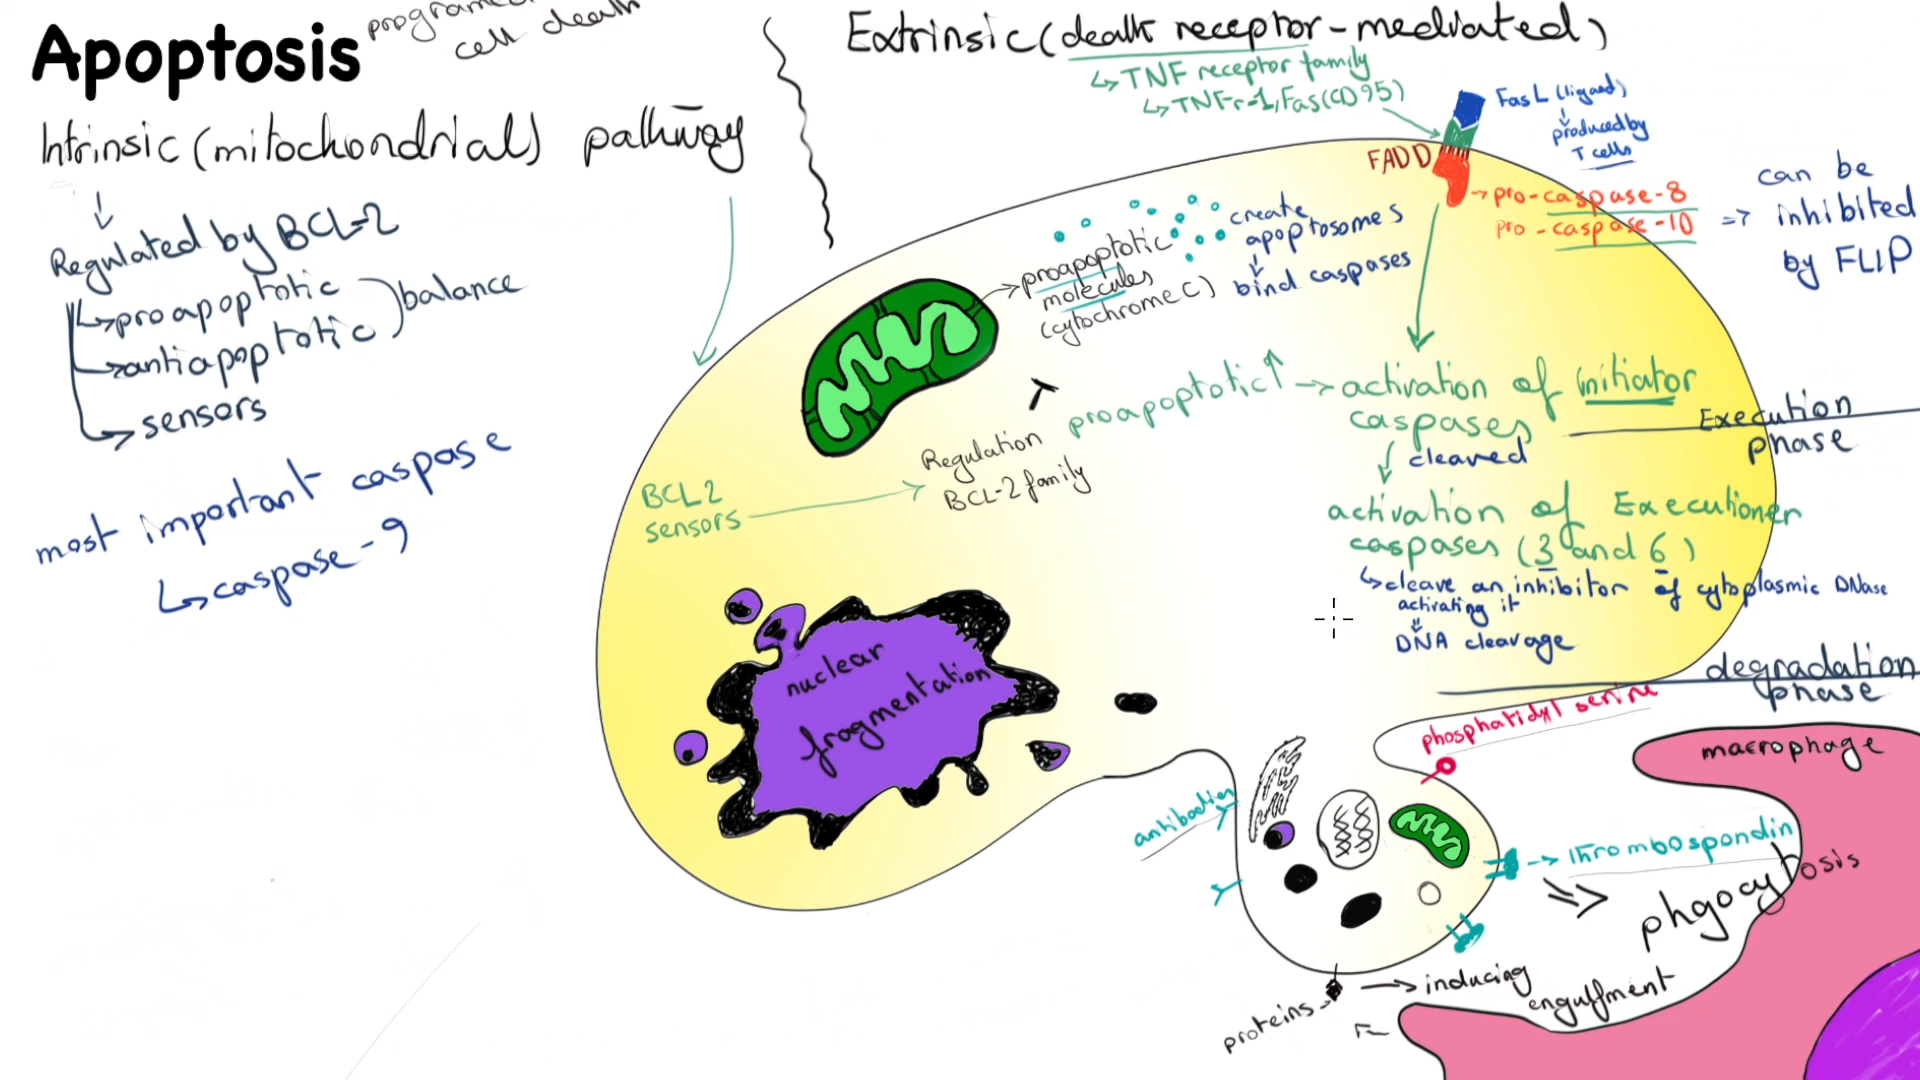 Apoptosis
programed
cell death
Intrinsic (mitochondrial) pathway
Regulated by BCL-2
proapoptotic
antiapoptotic
balance
sensors
most important caspase
caspase-9
Extrinsic (death receptor-mediated)
TNF receptor family
TNFr-1, Fas (CD95)
FasL (ligand)
produced by
T cells
FADD
pro-caspase-8
pro-caspase-10
can be
inhibited
by FLIP
proapoptotic
molecules
(cytochrome C)
create
apoptosomes
bind caspases
BCL2
sensors
Regulation
BCL-2 family
proapoptotic
activation of initiator
caspases
cleaved
Execution
phase
activation of Executioner
caspases (3 and 6)
cleave an inhibitor of cytoplasmic DNase
activating it
DNA cleavage
degradation
phase
nuclear
fragmentation
phosphatidyl serine
macrophage
antibodies
thrombospondin
phgocytosis
proteins
inducing
engulfment